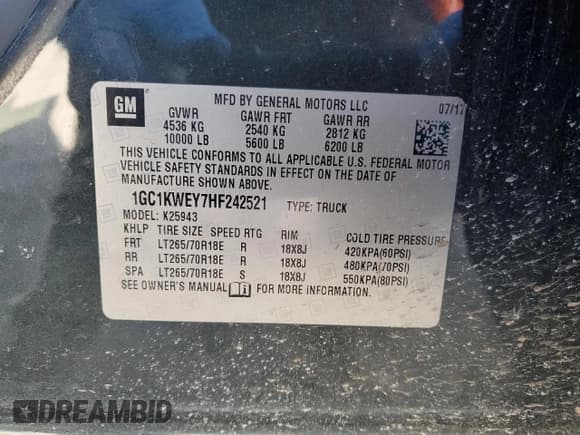 GM
MFD BY GENERAL MOTORS LLC 07/17
GVWR GAWR FRT GAWR RR
4536 KG 2540 KG 2812 KG
10000 LB 5600 LB 6200 LB
THIS VEHICLE CONFORMS TO ALL APPLICABLE U.S. FEDERAL MOTOR
VEHICLE SAFETY STANDARDS IN EFFECT ON THE DATE OF
MANUFACTURE SHOWN ABOVE.
1GC1KWEY7HF242521 TYPE: TRUCK
MODEL: K25943
KHLP TIRE SIZE SPEED RTG RIM COLD TIRE PRESSURE
FRT LT265/70R18E R 18X8J 420KPA(60PSI)
RR LT265/70R18E R 18X8J 480KPA(70PSI)
SPA LT265/70R18E S 18X8J 550KPA(80PSI)
SEE OWNER'S MANUAL FOR MORE INFORMATION.
DREAMBID